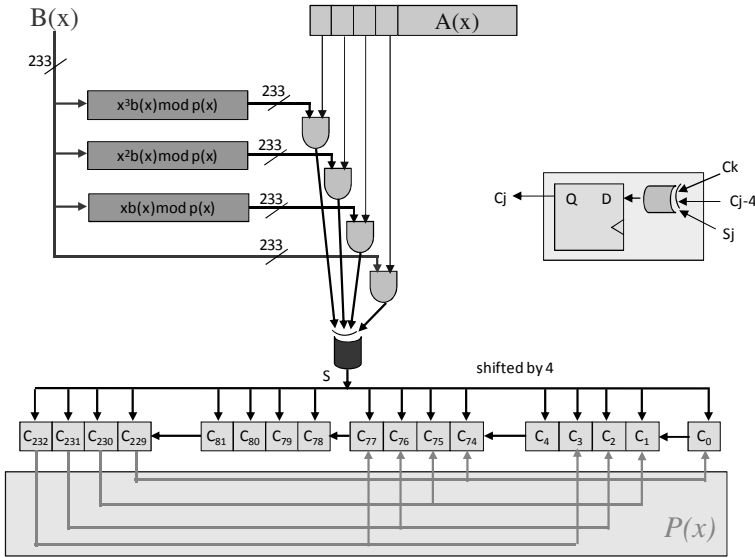 B(x)
A(x)
233
x³b(x)mod p(x)
233
x²b(x)mod p(x)
233
xb(x)mod p(x)
233
233
Cj
Q D
Ck
Cj-4
Sj
S
shifted by 4
C₂₃₂ C₂₃₁ C₂₃₀ C₂₂₉ C₈₁ C₈₀ C₇₉ C₇₈ C₇₇ C₇₆ C₇₅ C₇₄ C₄ C₃ C₂ C₁ C₀
P(x)